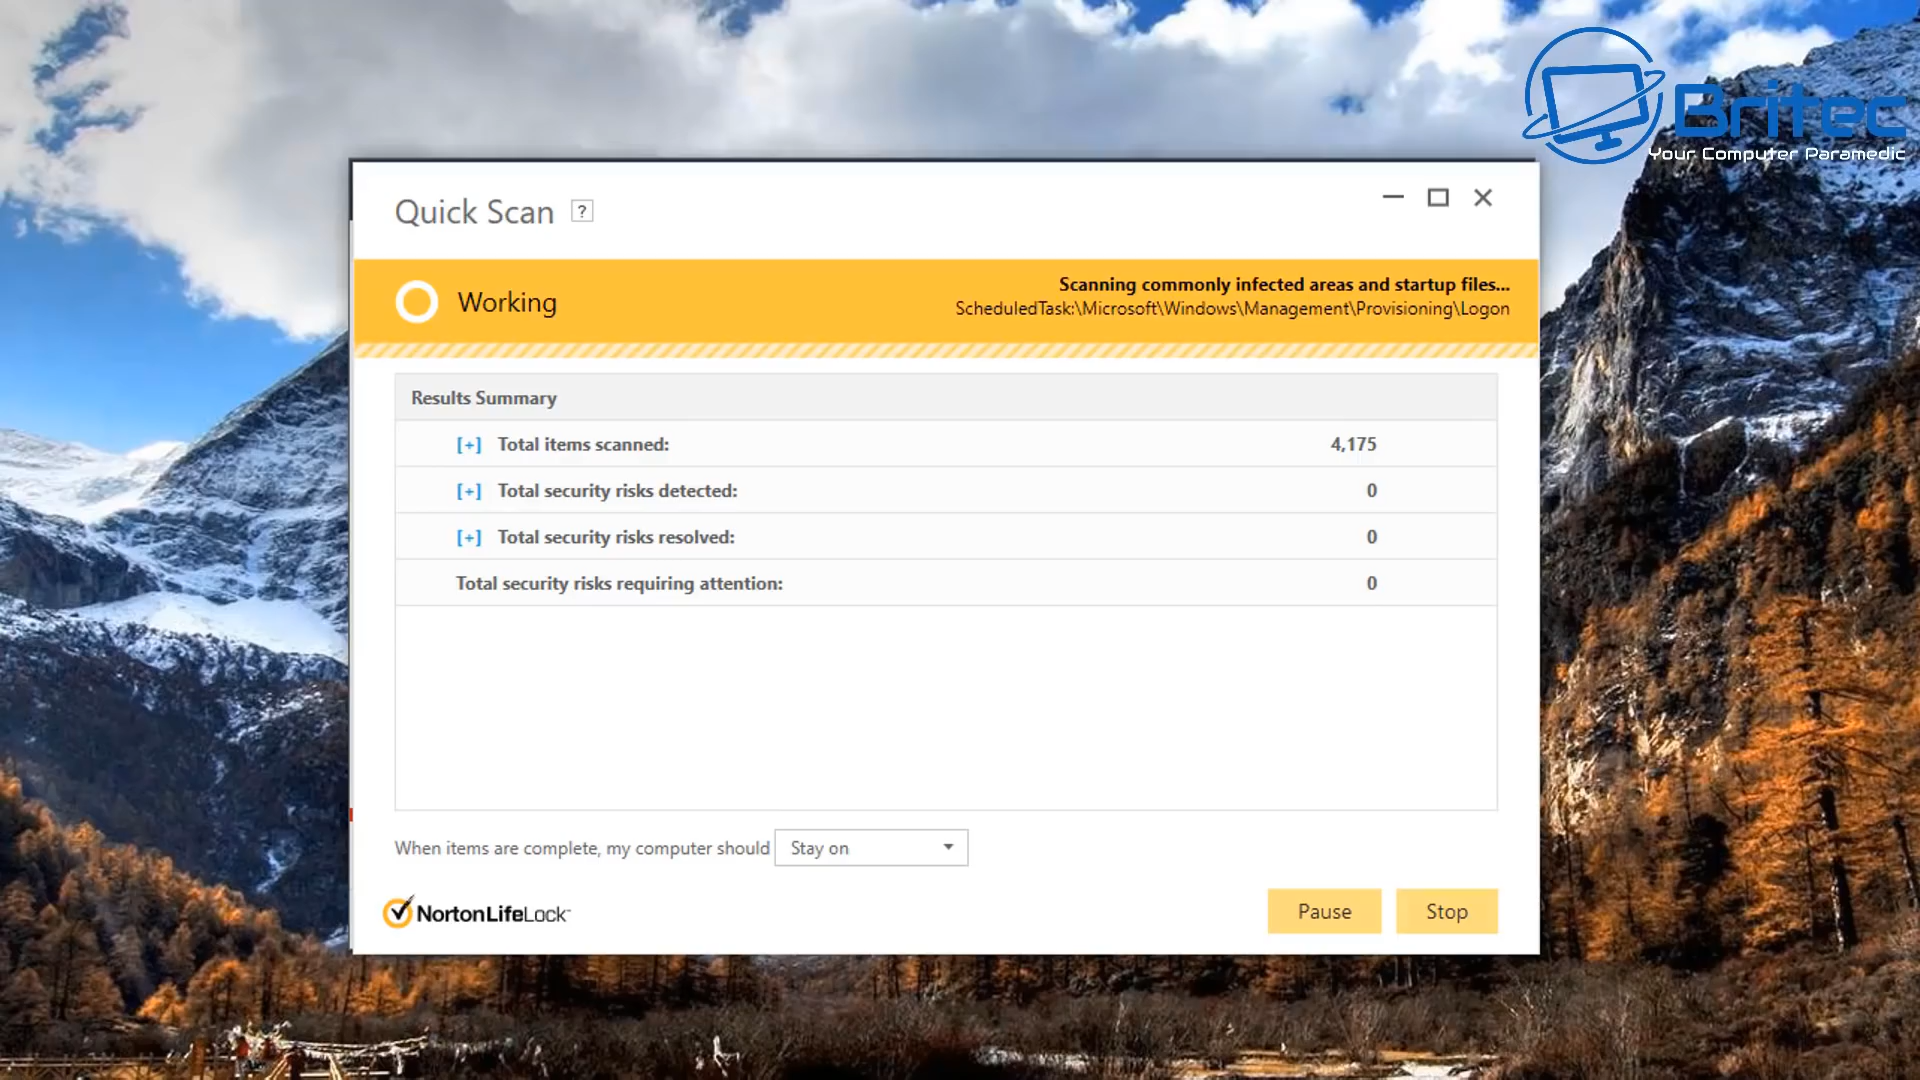 Britec
Your Computer Paramedic
Quick Scan ?
Working
Scanning commonly infected areas and startup files...
ScheduledTask:\Microsoft\Windows\Management\Provisioning\Logon
Results Summary
[+] Total items scanned: 4,175
[+] Total security risks detected: 0
[+] Total security risks resolved: 0
Total security risks requiring attention: 0
When items are complete, my computer should Stay on
NortonLifeLock
Pause Stop